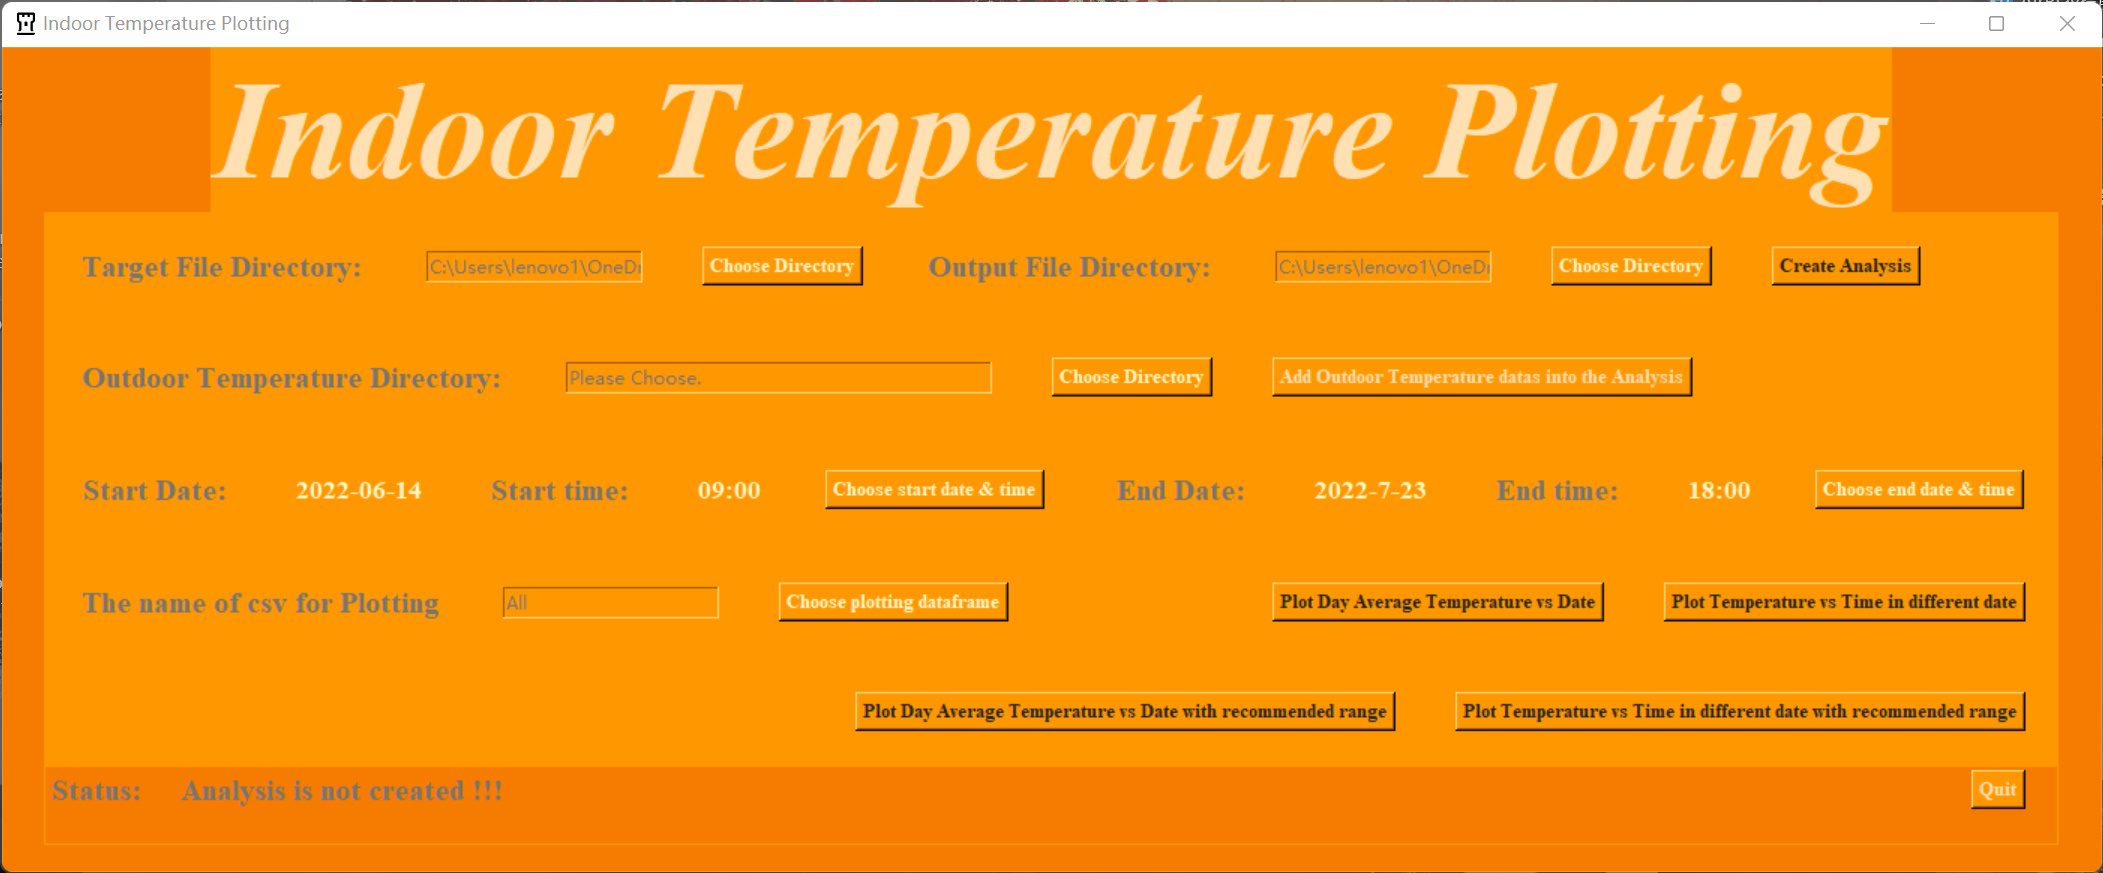 Indoor Temperature Plotting
Indoor Temperature Plotting
Target File Directory: C:\Users\lenovo1\OneDr Choose Directory Output File Directory: C:\Users\lenovo1\OneDr Choose Directory Create Analysis
Outdoor Temperature Directory: Please Choose. Choose Directory Add Outdoor Temperature datas into the Analysis
Start Date: 2022-06-14 Start time: 09:00 Choose start date & time End Date: 2022-7-23 End time: 18:00 Choose end date & time
The name of csv for Plotting All Choose plotting dataframe Plot Day Average Temperature vs Date Plot Temperature vs Time in different date
Plot Day Average Temperature vs Date with recommended range Plot Temperature vs Time in different date with recommended range
Status: Analysis is not created !!! Quit